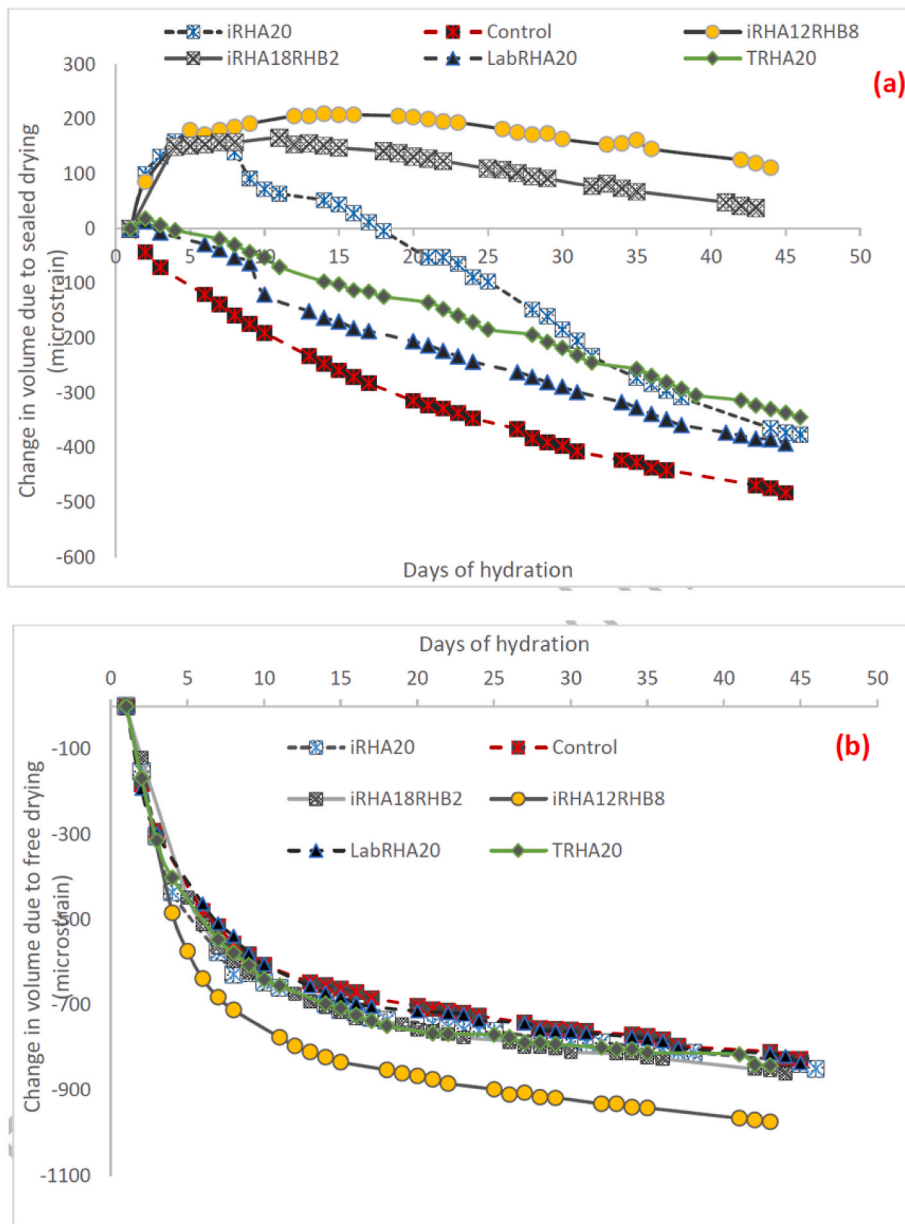 iRHA20 Control iRHA12RHB8
iRHA18RHB2 LabRHA20 TRHA20
(a)
300
200
100
0
-100
-200
-300
-400
-500
-600
0 5 10 15 20 25 30 35 40 45 50
Change in volume due to sealed drying
(microstrain)
Days of hydration
Days of hydration
0 5 10 15 20 25 30 35 40 45 50
-100
-300
-500
-700
-900
-1100
(b)
iRHA20 Control
iRHA18RHB2 iRHA12RHB8
LabRHA20 TRHA20
Change in volume due to free drying
(microstrain)